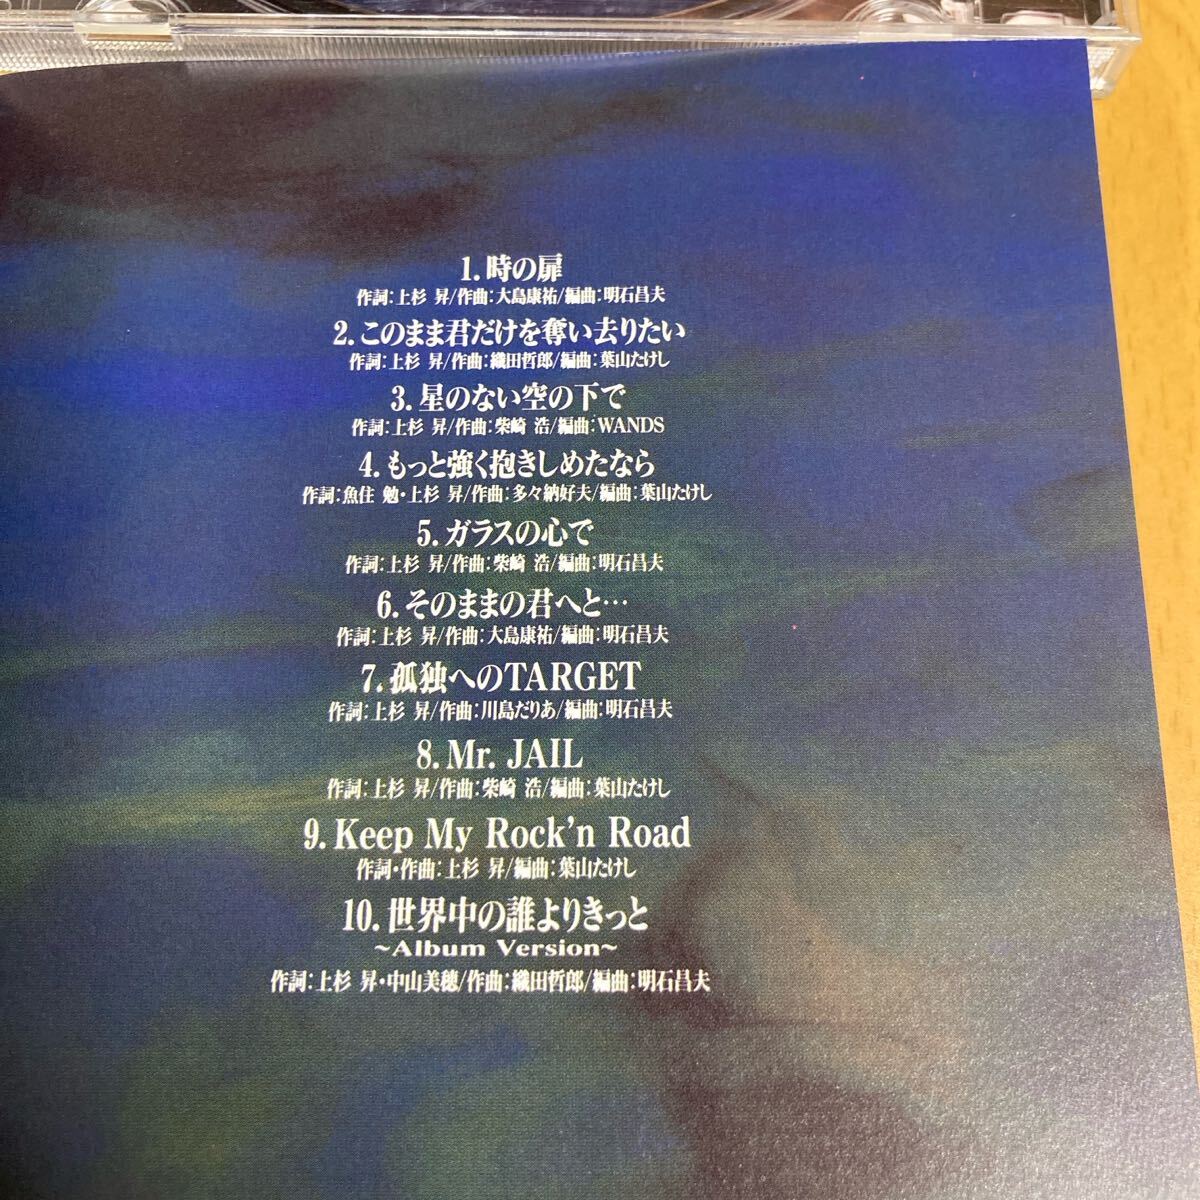 1. 時の扉
作詞:上杉 昇/作曲:大島康祐/編曲:明石昌夫
2. このまま君だけを奪い去りたい
作詞:上杉 昇/作曲:織田哲郎/編曲:葉山たけし
3. 星のない空の下で
作詞:上杉 昇/作曲:柴崎 浩/編曲:WANDS
4. もっと強く抱きしめたなら
作詞:魚住 勉・上杉 昇/作曲:多々納好夫/編曲:葉山たけし
5. ガラスの心で
作詞:上杉 昇/作曲:柴崎 浩/編曲:明石昌夫
6. そのままの君へと…
作詞:上杉 昇/作曲:大島康祐/編曲:明石昌夫
7. 孤独へのTARGET
作詞:上杉 昇/作曲:川島だりあ/編曲:明石昌夫
8. Mr. JAIL
作詞:上杉 昇/作曲:柴崎 浩/編曲:葉山たけし
9. Keep My Rock'n Road
作詞・作曲:上杉 昇/編曲:葉山たけし
10. 世界中の誰よりきっと
~Album Version~
作詞:上杉 昇・中山美穂/作曲:織田哲郎/編曲:明石昌夫